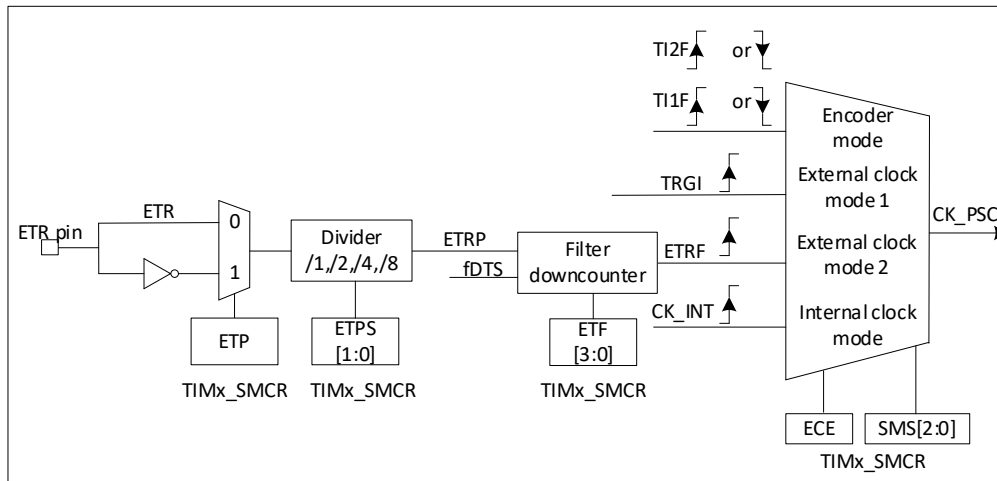 TI2F or
TI1F or
Encoder
mode
TRGI
External clock
mode 1
CK_PSC
ETR pin
ETR
0
1
Divider
/1,/2,/4,/8
ETRP
fDTS
Filter
downcounter
ETRF
External clock
mode 2
CK_INT
Internal clock
mode
ETP
TIMx_SMCR
ETPS
[1:0]
TIMx_SMCR
ETF
[3:0]
TIMx_SMCR
ECE
SMS[2:0]
TIMx_SMCR